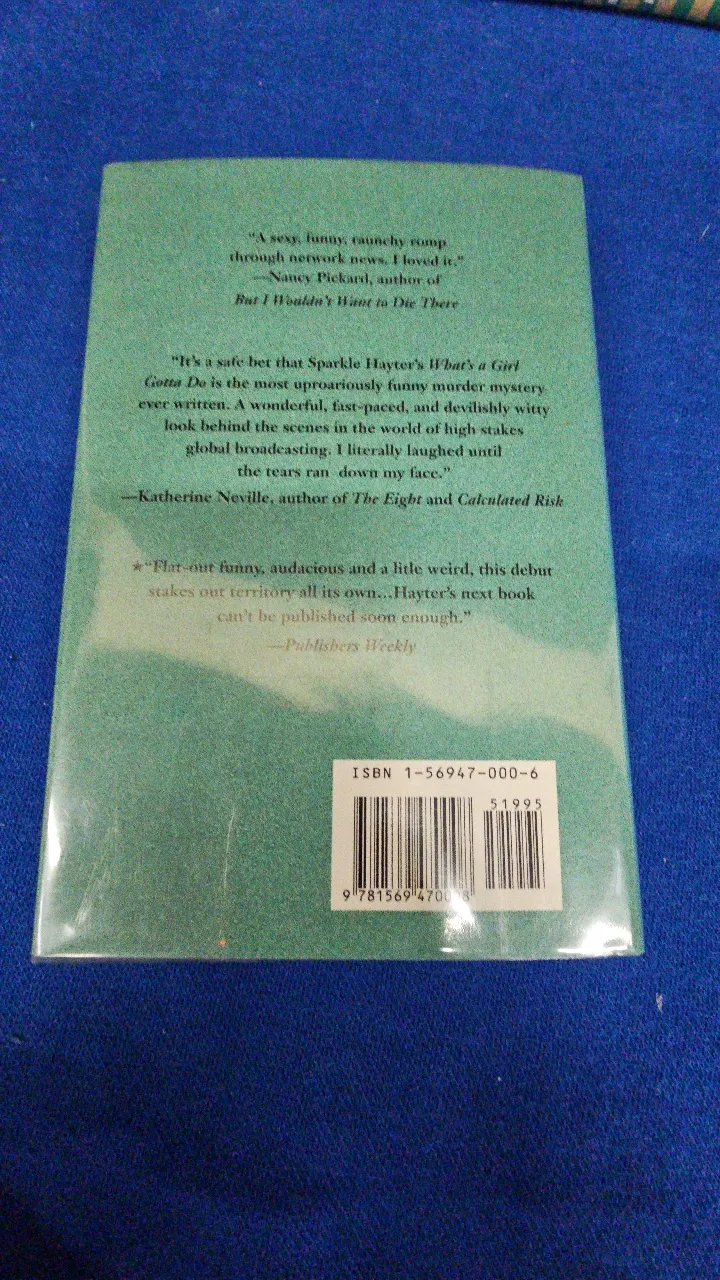 "A sexy, funny, raunchy romp
through network news. I loved it."
—Nancy Pickard, author of
But I Wouldn't Want to Die There
"It's a safe bet that Sparkle Hayter's What's a Girl
Gotta Do is the most uproariously funny murder mystery
ever written. A wonderful, fast-paced, and devilishly witty
look behind the scenes in the world of high stakes
global broadcasting. I literally laughed until
the tears ran down my face."
—Katherine Neville, author of The Eight and Calculated Risk
★"Flat-out funny, audacious and a litle weird, this debut
stakes out territory all its own...Hayter's next book
can't be published soon enough."
—Publishers Weekly
ISBN 1-56947-000-6
51995
9 781569